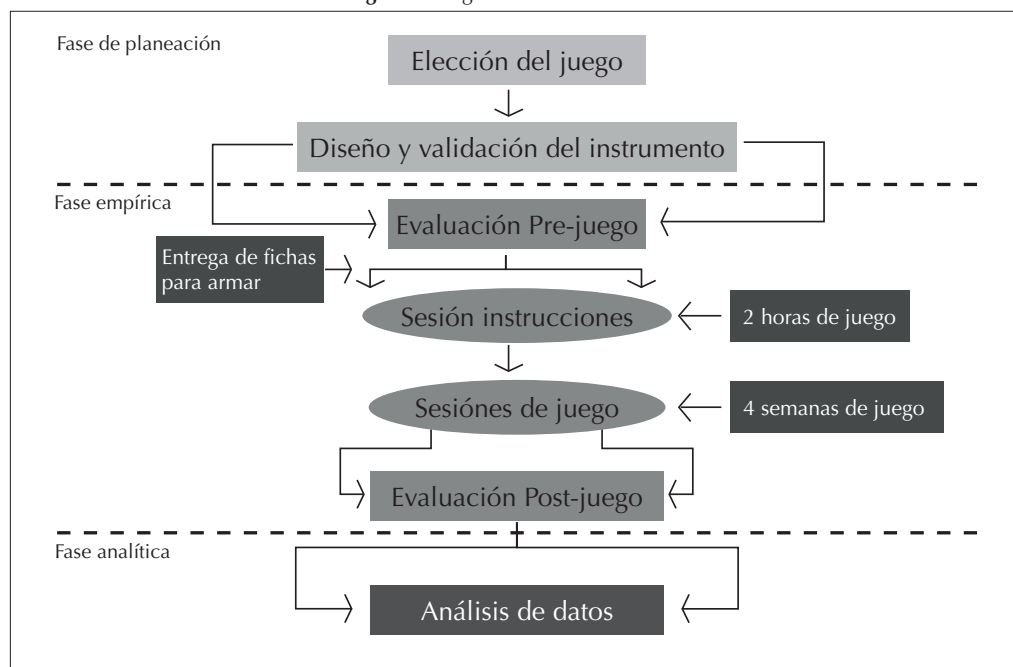 Fase de planeación
Elección del juego
Diseño y validación del instrumento
Fase empírica
Evaluación Pre-juego
Entrega de fichas
para armar
Sesión instrucciones
2 horas de juego
Sesiónes de juego
4 semanas de juego
Evaluación Post-juego
Fase analítica
Análisis de datos